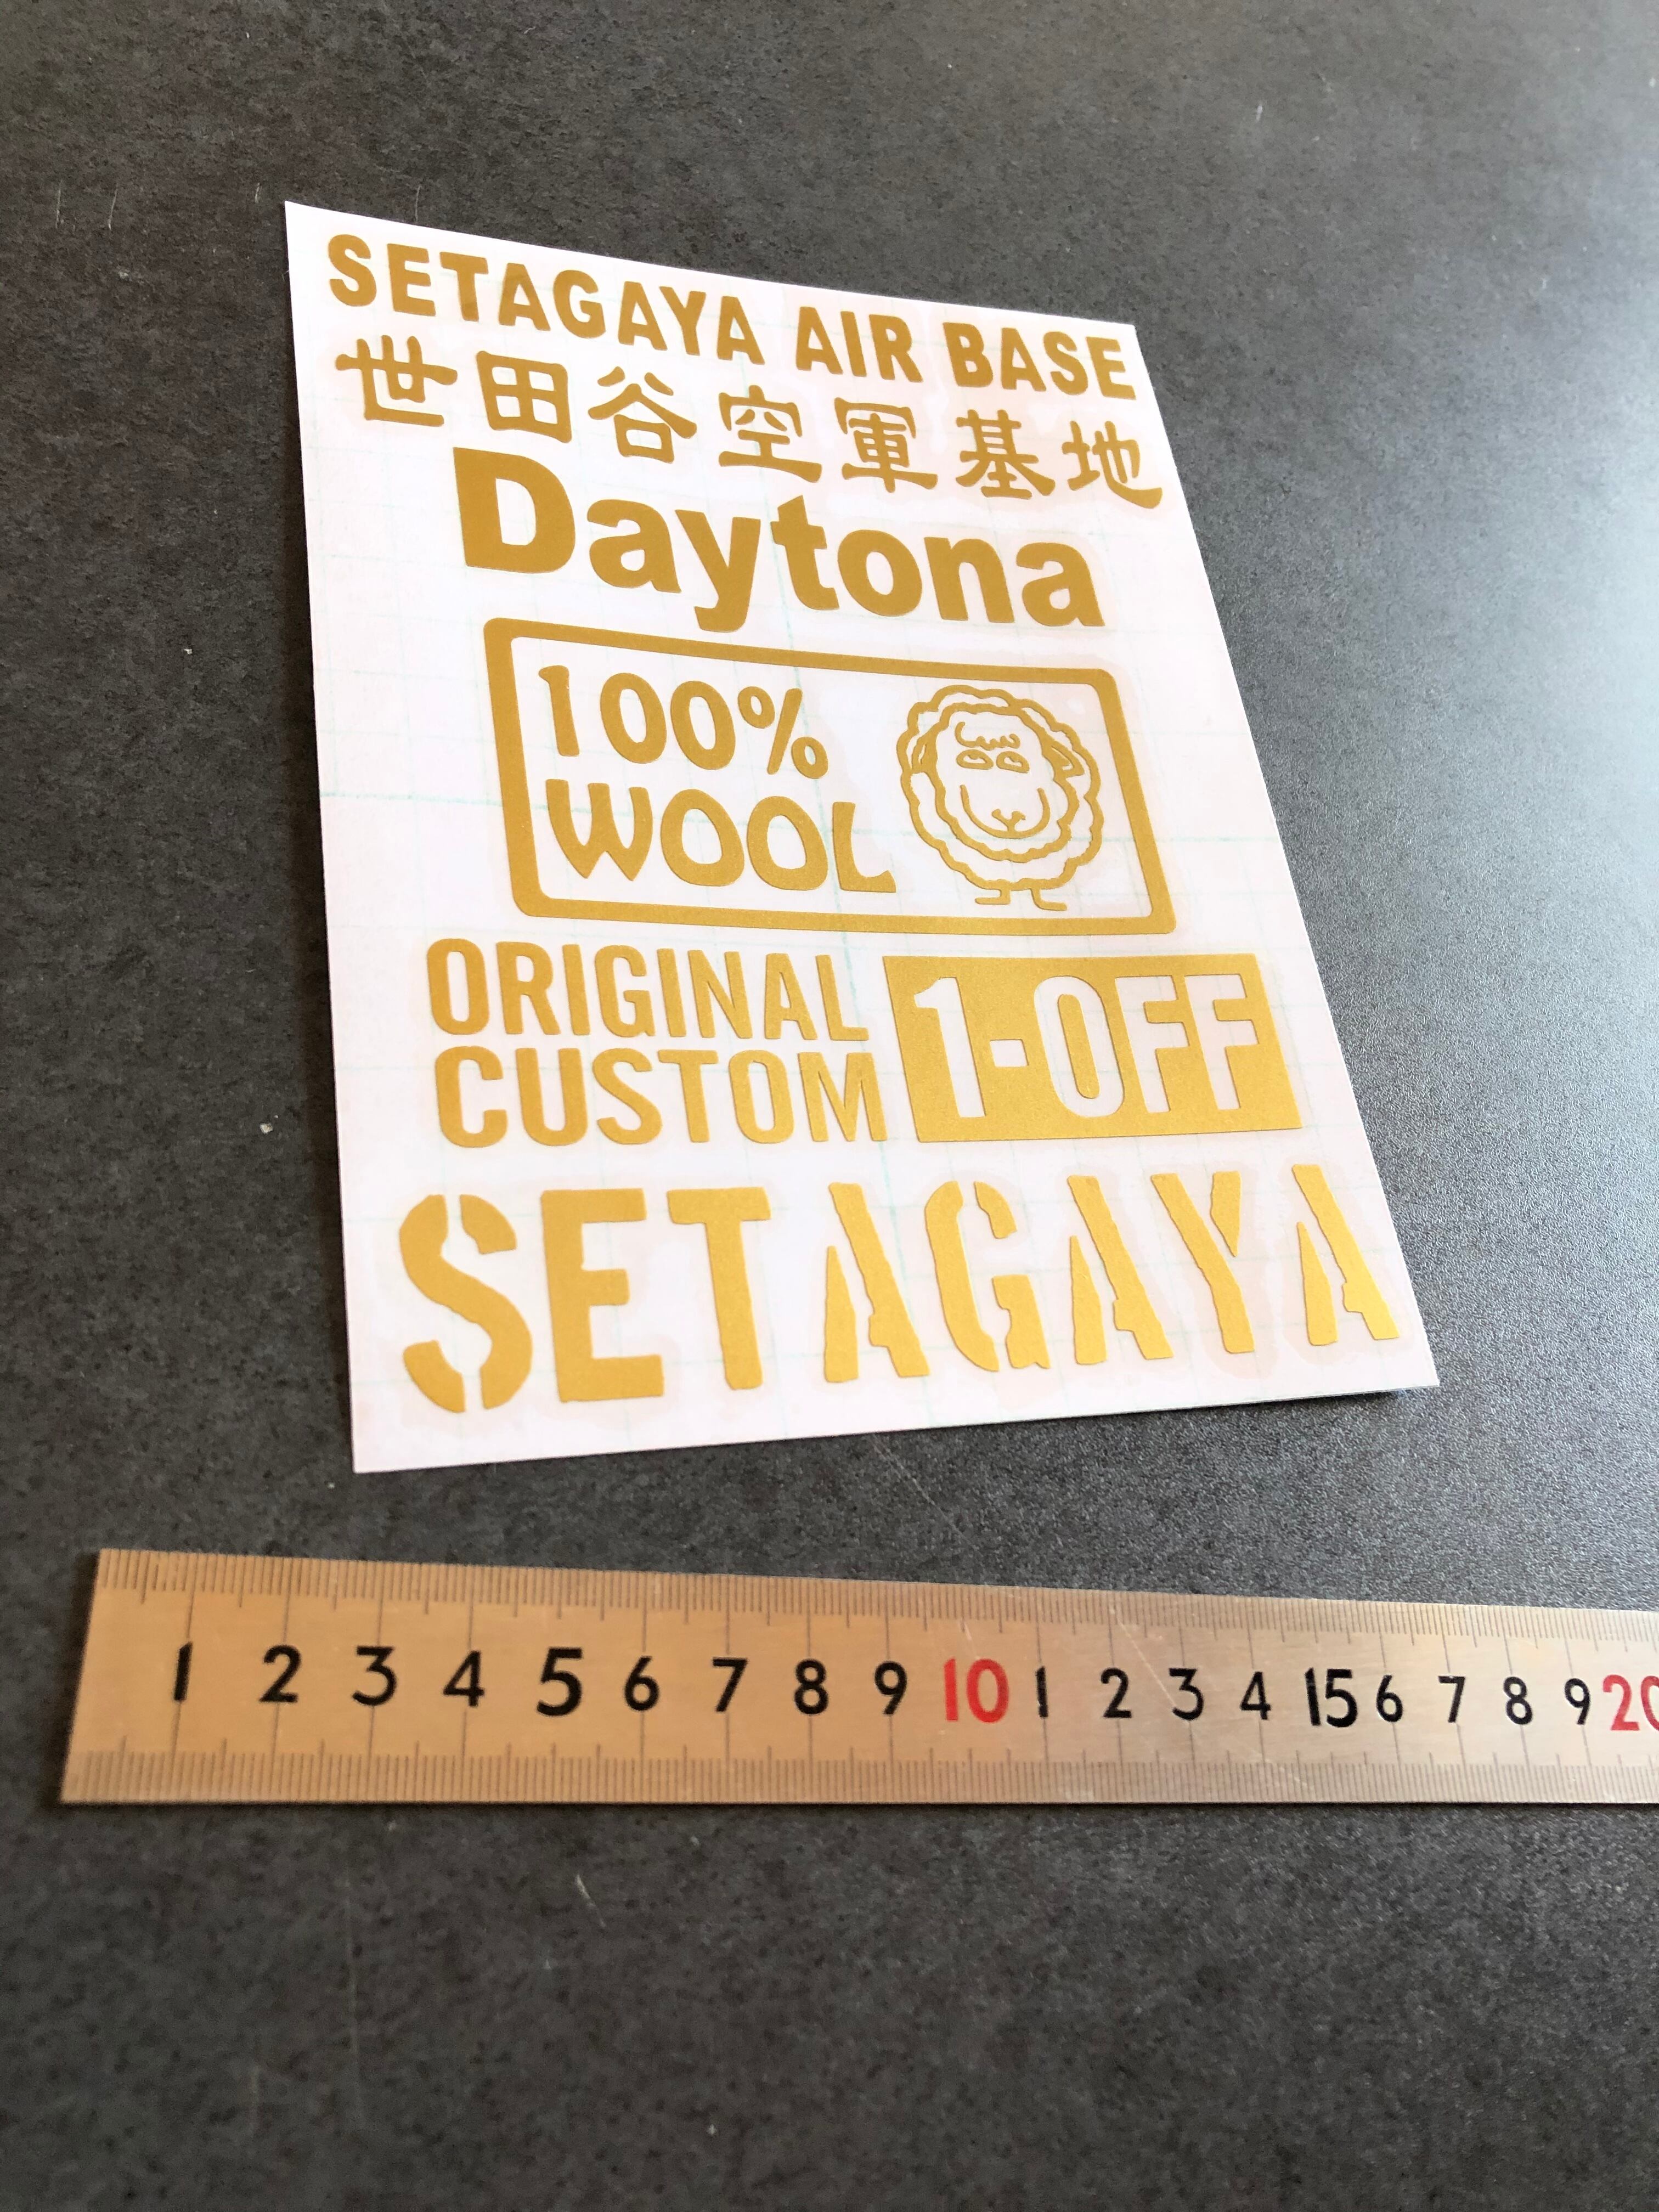 SETAGAYA AIR BASE
世田谷空軍基地
Daytona
100%
WOOL
ORIGINAL
CUSTOM
1-OFF
SETAGAYA
1 2 3 4 5 6 7 8 9 10 1 2 3 4 15 6 7 8 9 20